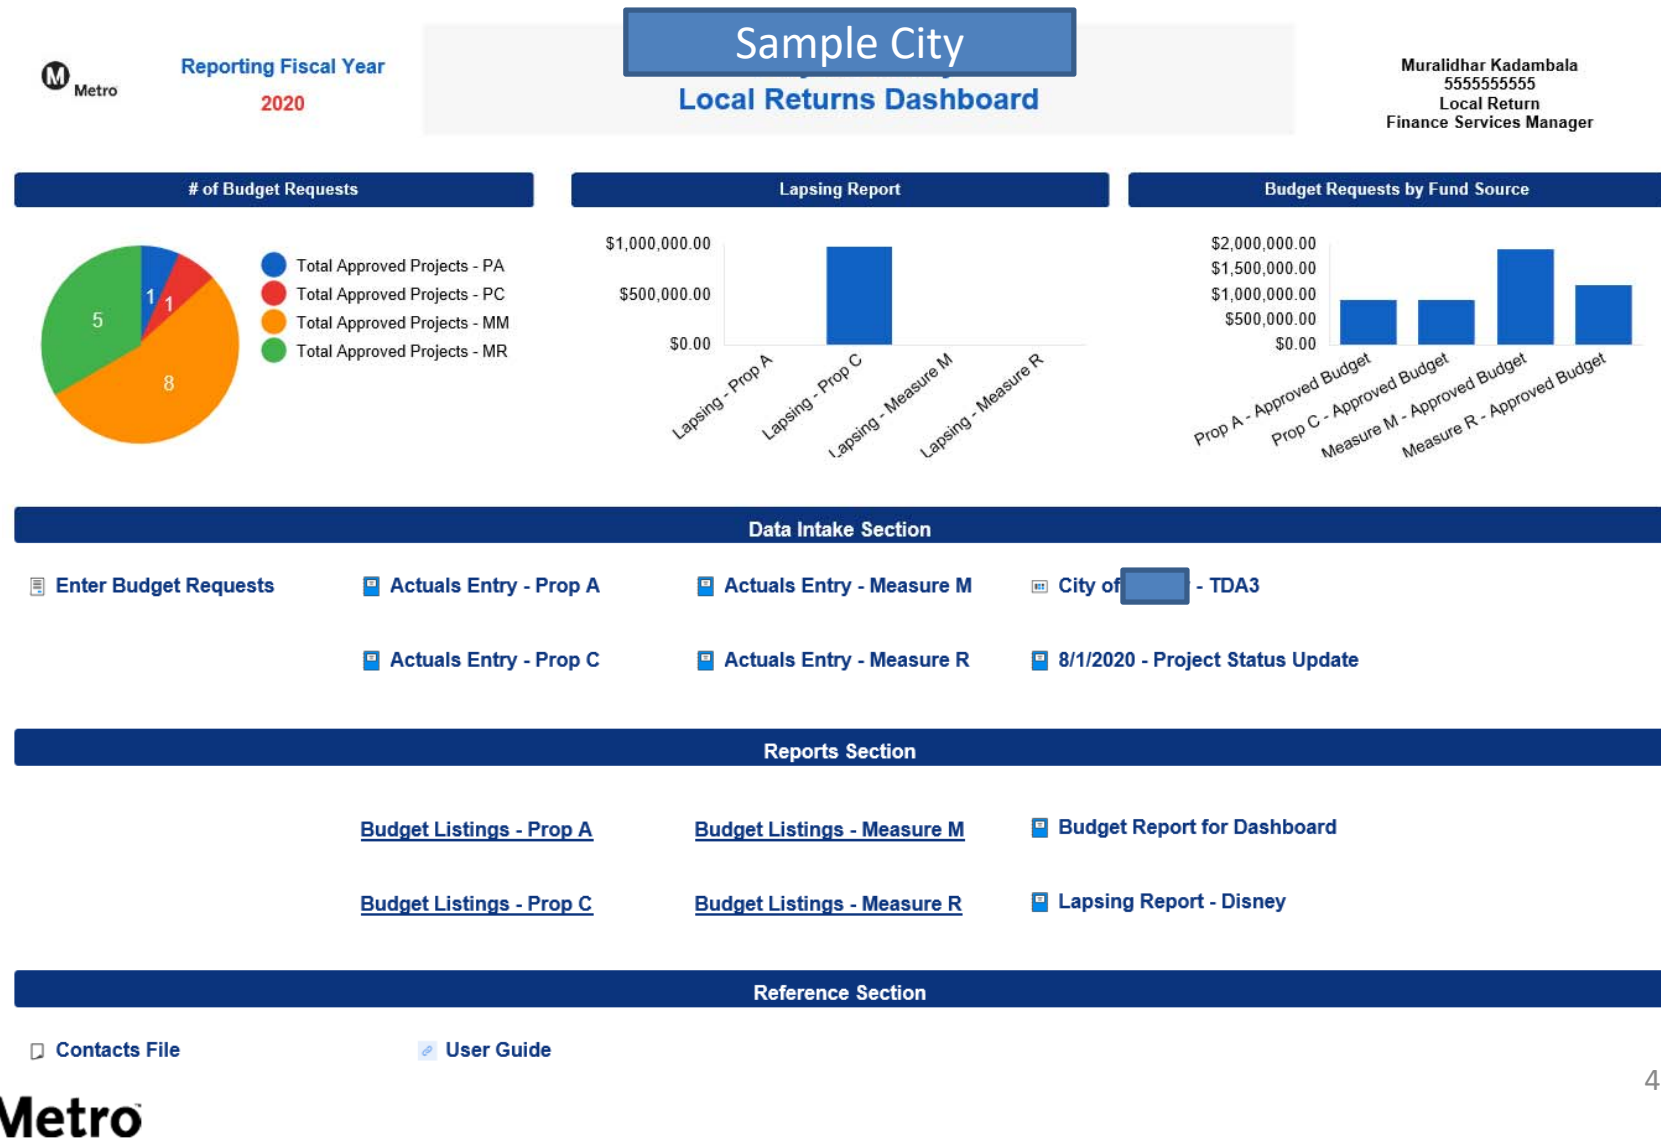 Sample City
M
Metro
Reporting Fiscal Year
2020
Local Returns Dashboard
Muralidhar Kadambala
5555555555
Local Return
Finance Services Manager
# of Budget Requests
1
1
5
8
Total Approved Projects - PA
Total Approved Projects - PC
Total Approved Projects - MM
Total Approved Projects - MR
Lapsing Report
$1,000,000.00
$500,000.00
$0.00
Lapsing - Prop A
Lapsing - Prop C
Lapsing - Measure M
Lapsing - Measure R
Budget Requests by Fund Source
$2,000,000.00
$1,500,000.00
$1,000,000.00
$500,000.00
$0.00
Prop A - Approved Budget
Prop C - Approved Budget
Measure M - Approved Budget
Measure R - Approved Budget
Data Intake Section
Enter Budget Requests
Actuals Entry - Prop A
Actuals Entry - Measure M
City of - TDA3
Actuals Entry - Prop C
Actuals Entry - Measure R
8/1/2020 - Project Status Update
Reports Section
Budget Listings - Prop A
Budget Listings - Measure M
Budget Report for Dashboard
Budget Listings - Prop C
Budget Listings - Measure R
Lapsing Report - Disney
Reference Section
Contacts File
User Guide
4
Metro